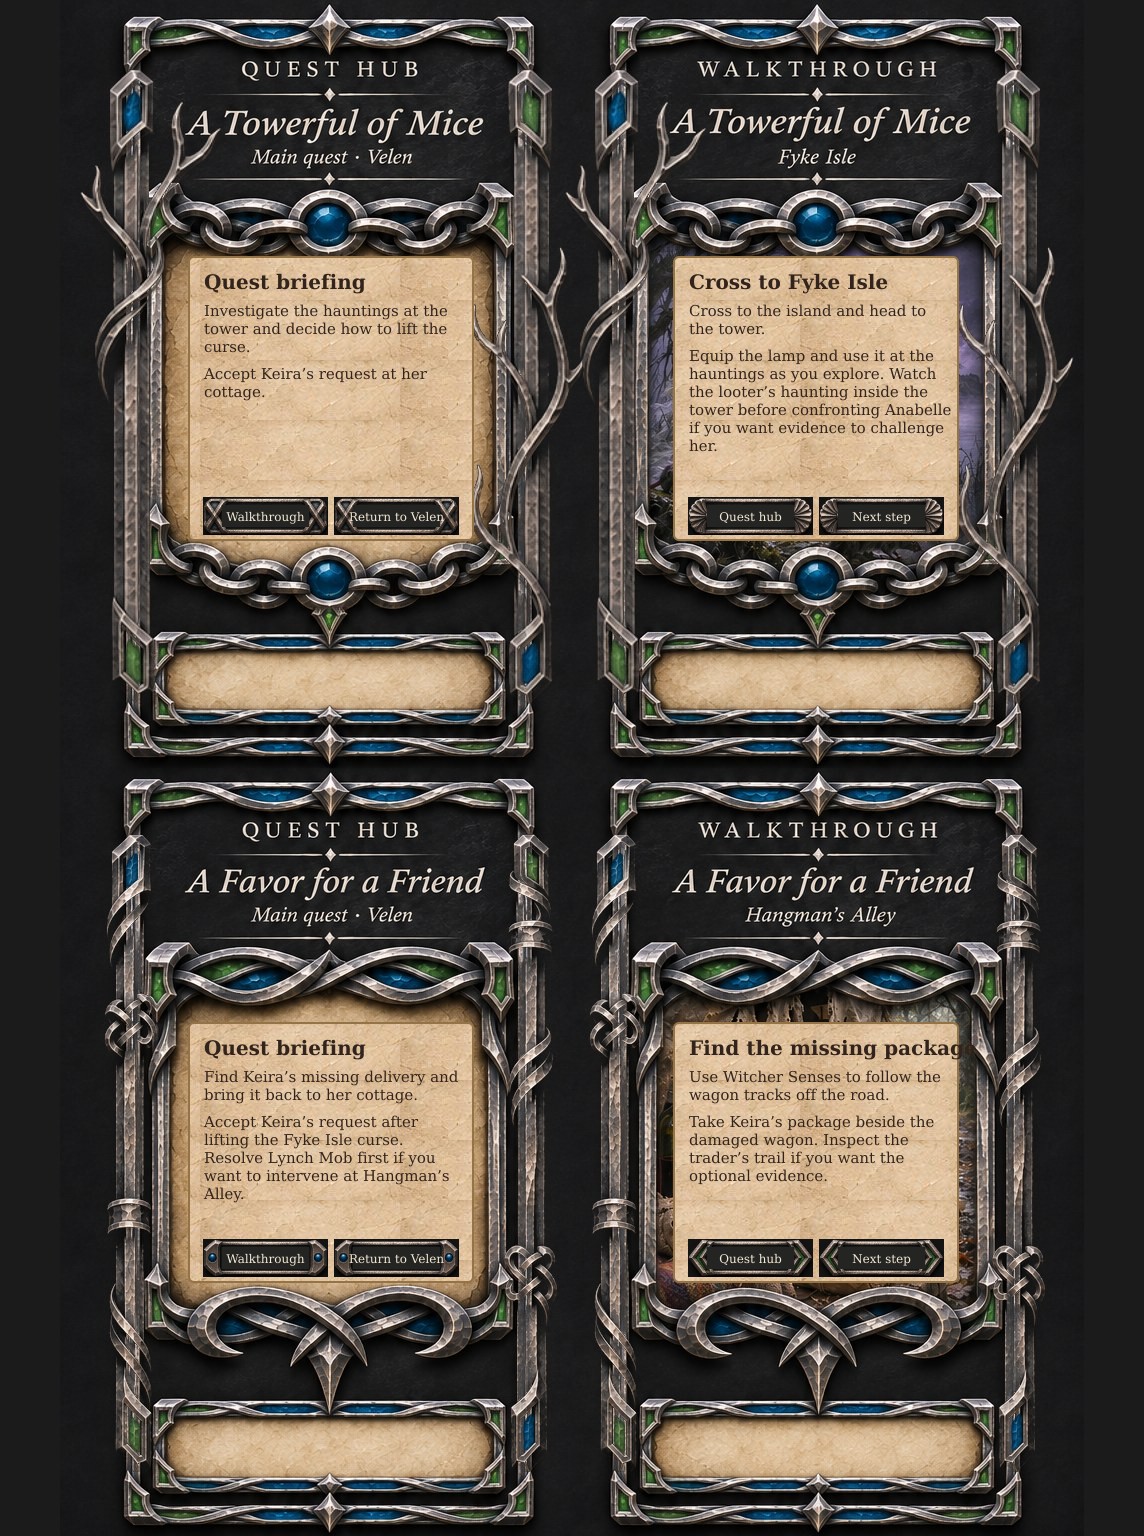 QUEST HUB
A Towerful of Mice
Main quest · Velen
Quest briefing
Investigate the hauntings at the
tower and decide how to lift the
curse.
Accept Keira’s request at her
cottage.
Walkthrough
Return to Velen
WALKTHROUGH
A Towerful of Mice
Fyke Isle
Cross to Fyke Isle
Cross to the island and head to
the tower.
Equip the lamp and use it at the
hauntings as you explore. Watch
the looter’s haunting inside the
tower before confronting Anabelle
if you want evidence to challenge
her.
Quest hub
Next step
QUEST HUB
A Favor for a Friend
Main quest · Velen
Quest briefing
Find Keira’s missing delivery and
bring it back to her cottage.
Accept Keira’s request after
lifting the Fyke Isle curse.
Resolve Lynch Mob first if you
want to intervene at Hangman’s
Alley.
Walkthrough
Return to Velen
WALKTHROUGH
A Favor for a Friend
Hangman’s Alley
Find the missing packag
Use Witcher Senses to follow the
wagon tracks off the road.
Take Keira’s package beside the
damaged wagon. Inspect the
trader’s trail if you want the
optional evidence.
Quest hub
Next step